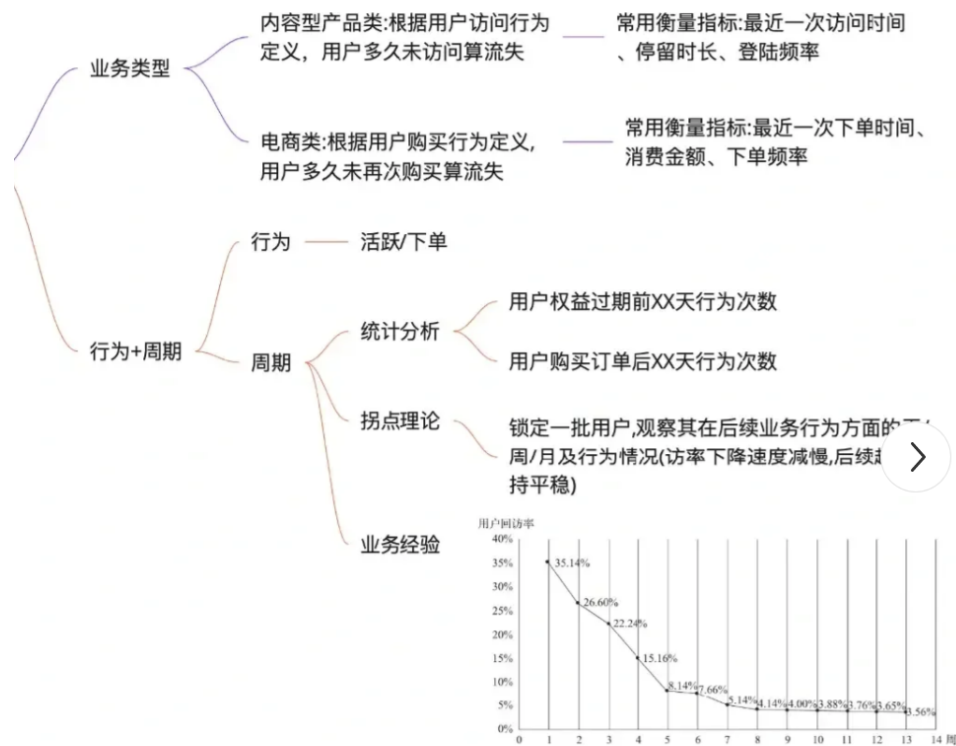 内容型产品类:根据用户访问行为
定义，用户多久未访问算流失
常用衡量指标:最近一次访问时间
、停留时长、登陆频率
业务类型
电商类:根据用户购买行为定义,
用户多久未再次购买算流失
常用衡量指标:最近一次下单时间、
消费金额、下单频率
行为
活跃/下单
行为+周期
周期
统计分析
用户权益过期前XX天行为次数
用户购买订单后XX天行为次数
拐点理论
锁定一批用户,观察其在后续业务行为方面的
周/月及行为情况(访率下降速度减慢,后续
持平稳)
业务经验
用户回访率
40%
35%
30%
25%
20%
15%
10%
5%
0%
35.14%
26.60%
22.24%
15.16%
8.14%
7.66%
5.14%
4.14%
4.00%
3.88%
3.76%
3.65%
3.56%
0 1 2 3 4 5 6 7 8 9 10 11 12 13 14 周